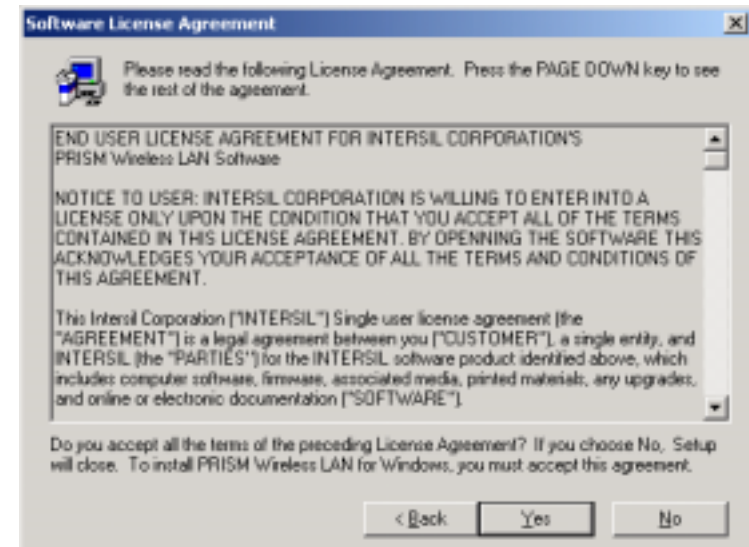 Software License Agreement
Please read the following License Agreement. Press the PAGE DOWN key to see
the rest of the agreement.
END USER LICENSE AGREEMENT FOR INTERSIL CORPORATION'S
PRISM Wireless LAN Software
NOTICE TO USER: INTERSIL CORPORATION IS WILLING TO ENTER INTO A
LICENSE ONLY UPON THE CONDITION THAT YOU ACCEPT ALL OF THE TERMS
CONTAINED IN THIS LICENSE AGREEMENT. BY OPENNING THE SOFTWARE THIS
ACKNOWLEDGES YOUR ACCEPTANCE OF ALL THE TERMS AND CONDITIONS OF
THIS AGREEMENT.
This Intersil Corporation ("INTERSIL") Single user license agreement (the
"AGREEMENT") is a legal agreement between you ("CUSTOMER"), a single entity, and
INTERSIL (the "PARTIES") for the INTERSIL software product identified above, which
includes computer software, firmware, associated media, printed materials, any upgrades,
and online or electronic documentation ("SOFTWARE").
Do you accept all the terms of the preceding License Agreement? If you choose No, Setup
will close. To install PRISM Wireless LAN for Windows, you must accept this agreement.
< Back
Yes
No